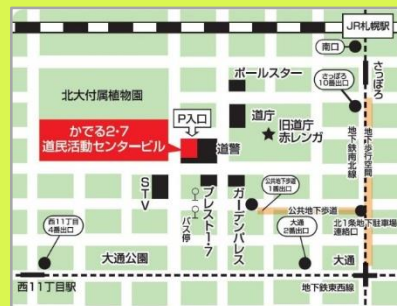 JR札幌駅
南口
さっぽろ
ポールスター
さっぽろ
10番出口
北大付属植物園
道庁
P入口
旧道庁
赤レンガ
かでる2・7
道民活動センタービル
道警
地下鉄南北線
地下歩行空間
STV
バス停
プレスト1・7
ガーデンパレス
公共地下歩道
1番出口
公共地下歩道
北1条地下駐車場
連絡口
西11丁目
4番出口
大通公園
大通
2番出口
大通
西11丁目駅
地下鉄東西線